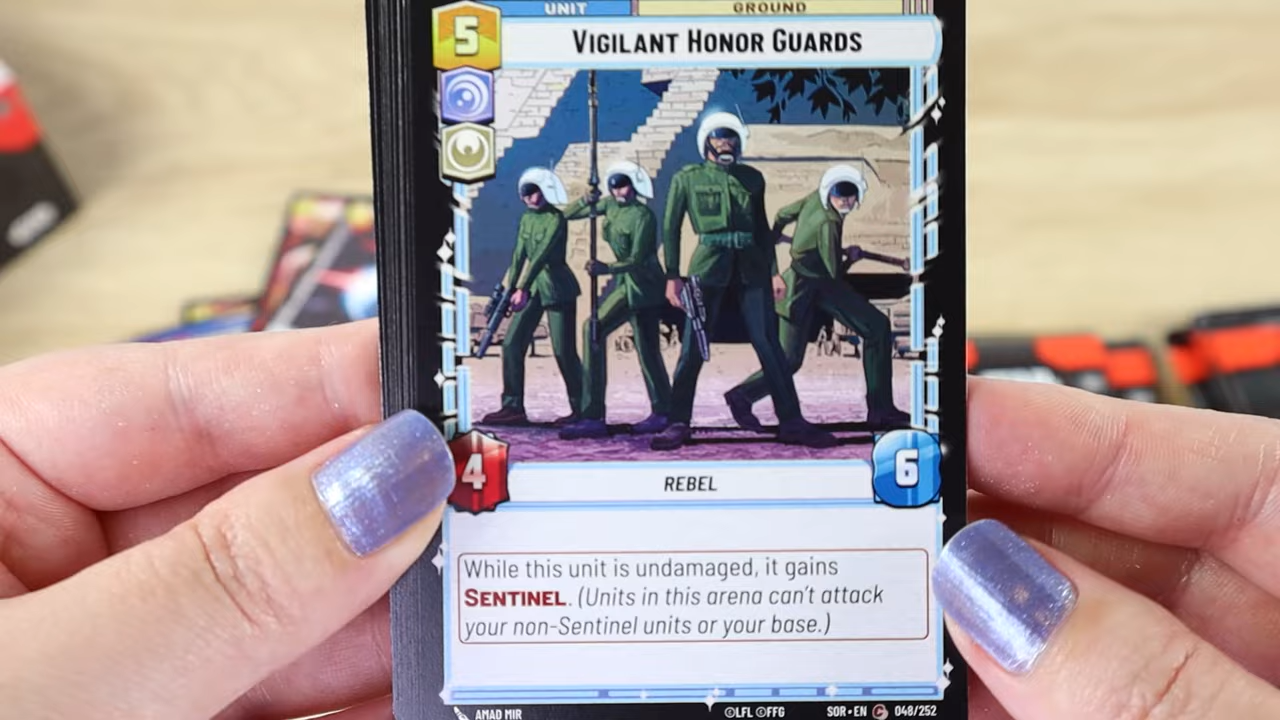 UNIT
GROUND
5
VIGILANT HONOR GUARDS
4
REBEL
6
While this unit is undamaged, it gains
SENTINEL. (Units in this arena can't attack
your non-Sentinel units or your base.)
AMAD MIR
©LFL ©FFG
SOR • EN C 048/252